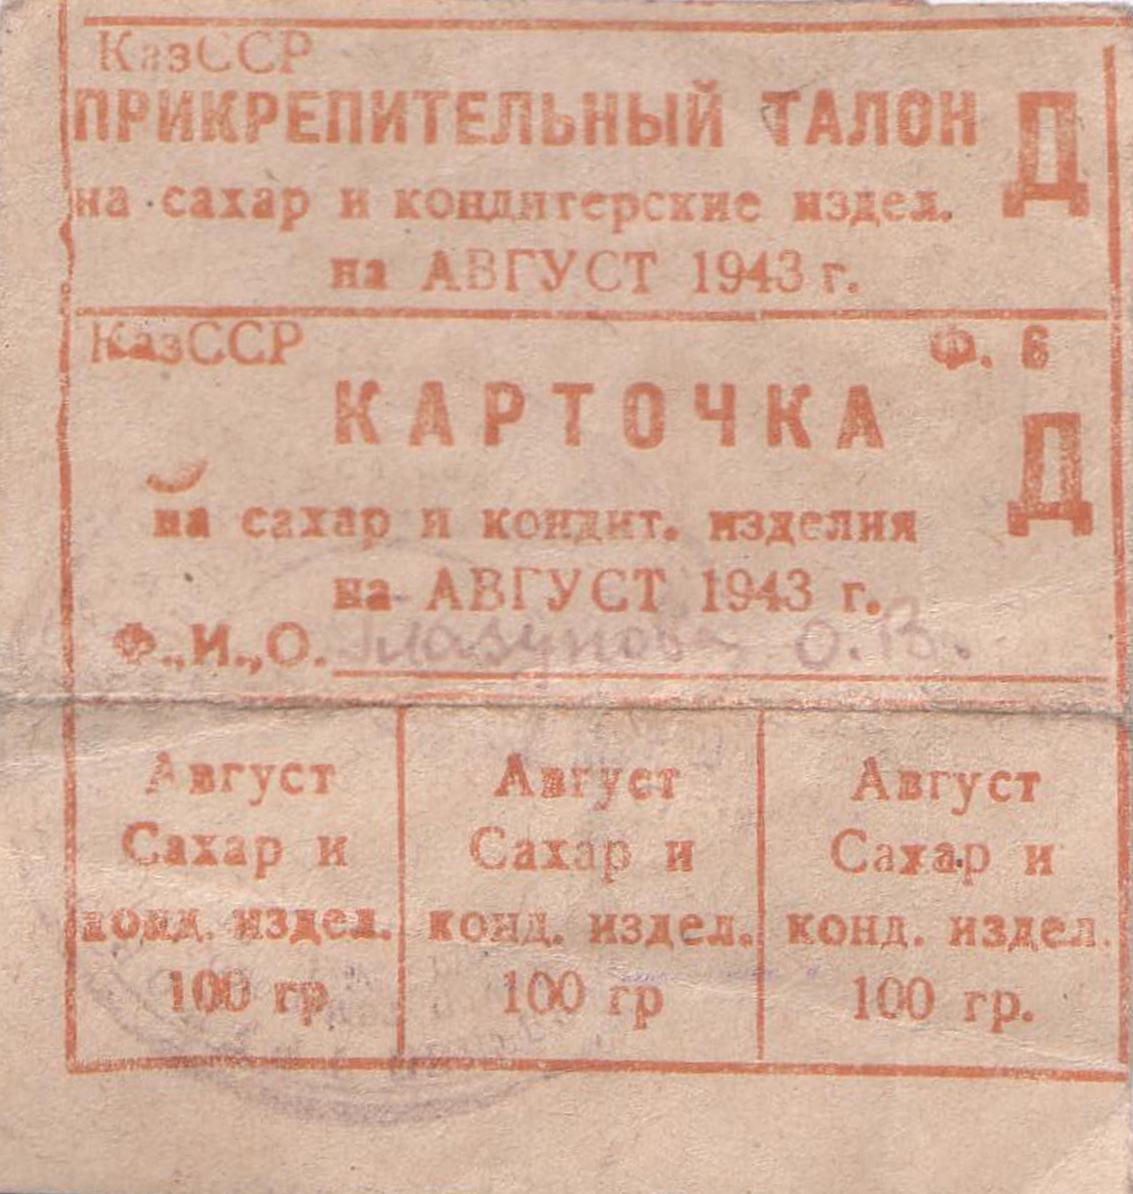 КазССР
ПРИКРЕПИТЕЛЬНЫЙ ТАЛОН Д
на сахар и кондитерские издел.
на АВГУСТ 1943 г.
КазССР Ф. 6
КАРТОЧКА Д
на сахар и кондит. изделия
на АВГУСТ 1943 г.
Ф.„И.„О. Глазунова О.В.
Август
Сахар и
конд. издел.
100 гр
Август
Сахар и
конд. издел.
100 гр
Август
Сахар и
конд. издел.
100 гр.